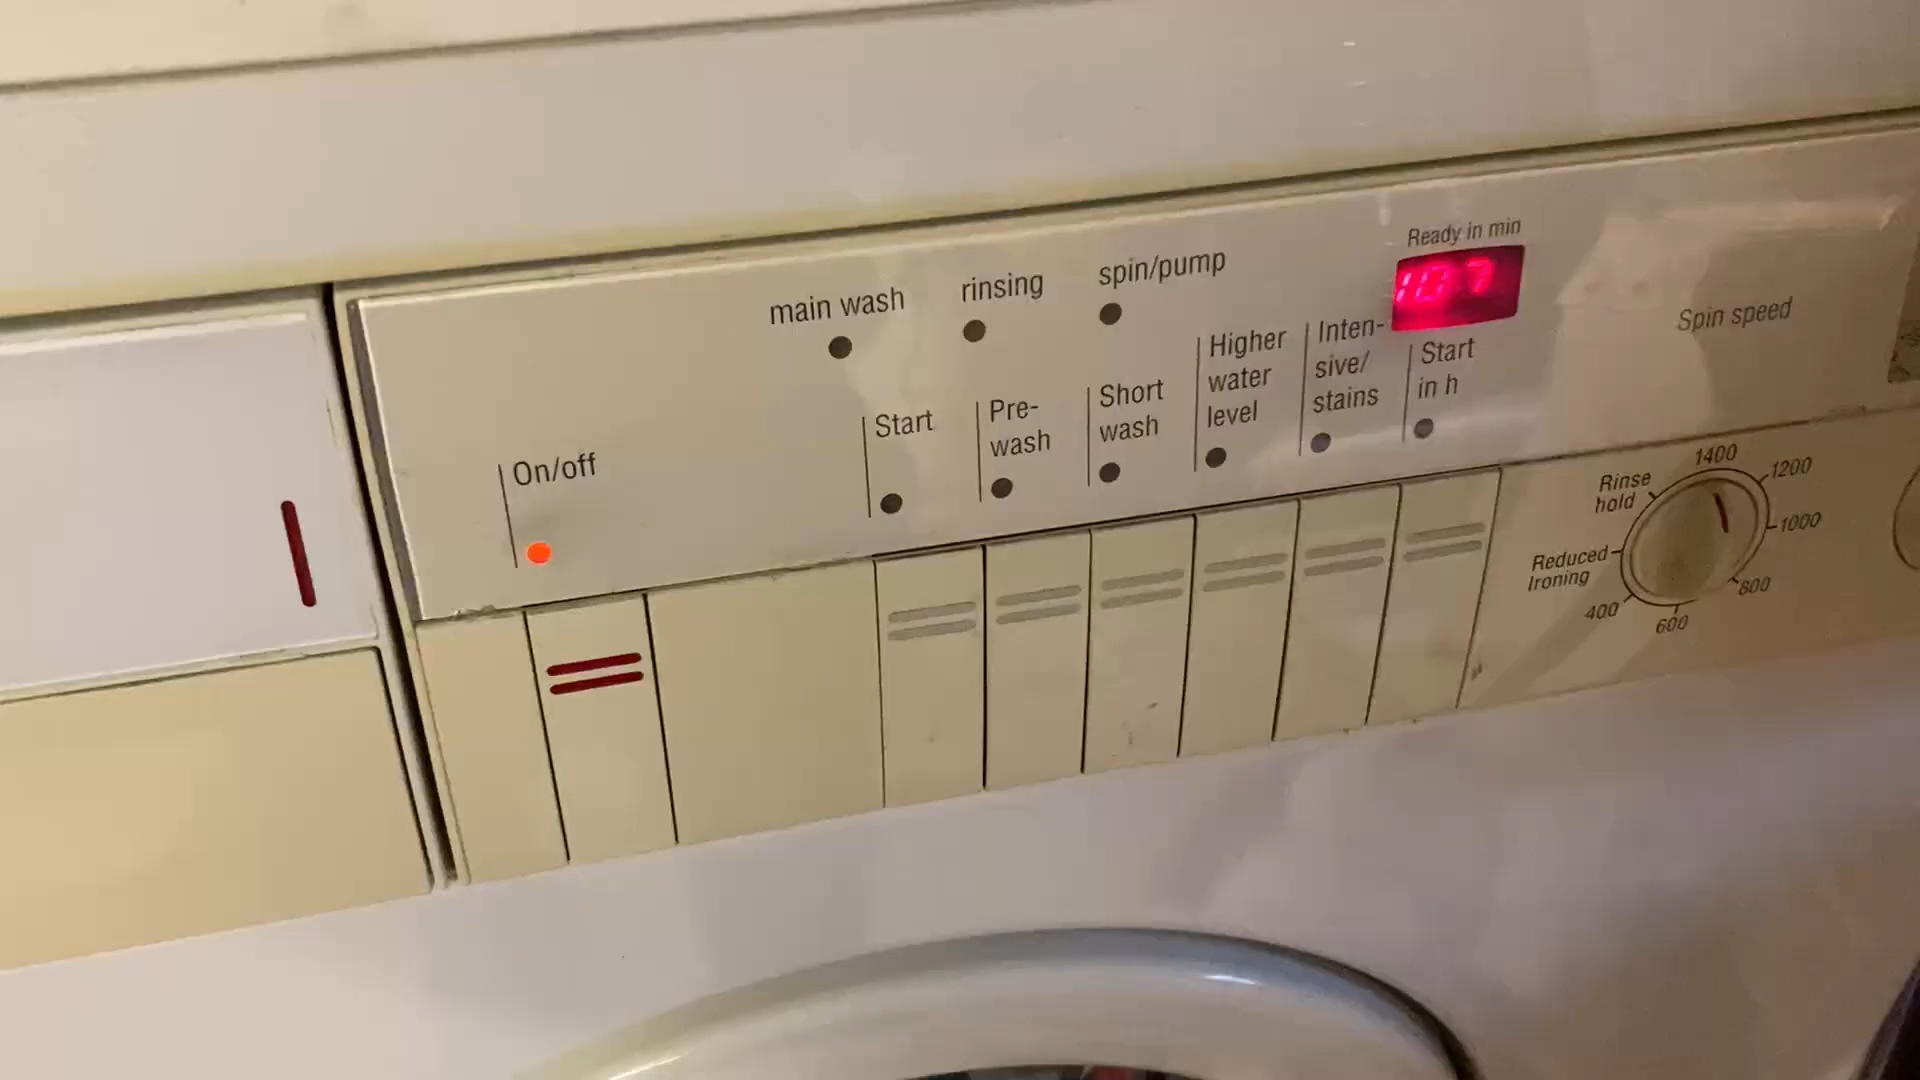 Ready in min
107
spin/pump
rinsing
main wash
Spin speed
Inten-
sive/
stains
Higher
water
level
Start
in h
Short
wash
Pre-
wash
Start
On/off
1400
1200
Rinse
hold
1000
Reduced
Ironing
800
400
600